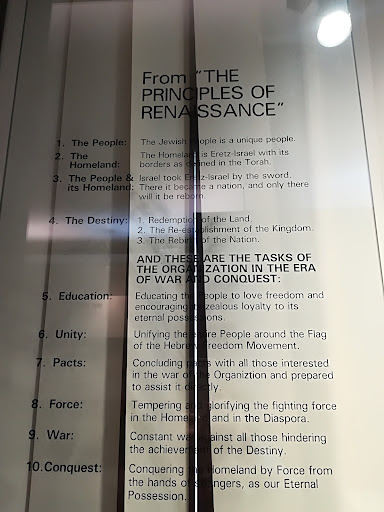 From "THE
PRINCIPLES OF
RENAISSANCE"
1. The People: The Jewish People is a unique people.
2. The Homeland: The Homeland is Eretz-Israel with its
borders as defined in the Torah.
3. The People & its Homeland: Israel took Eretz-Israel by the sword.
There it became a nation, and only there
will it be reborn.
4. The Destiny: 1. Redemption of the Land.
2. The Re-establishment of the Kingdom.
3. The Rebirth of the Nation.
AND THESE ARE THE TASKS OF
THE ORGANIZATION IN THE ERA
OF WAR AND CONQUEST:
5. Education: Educating the People to love freedom and
encouraging zealous loyalty to its
eternal possessions.
6. Unity: Unifying the entire People around the Flag
of the Hebrew Freedom Movement.
7. Pacts: Concluding pacts with all those interested
in the war of the Organiztion and prepared
to assist it directly.
8. Force: Tempering and glorifying the fighting force
in the Homeland and in the Diaspora.
9. War: Constant war against all those hindering
the achievement of the Destiny.
10. Conquest: Conquering the Homeland by Force from
the hands of strangers, as our Eternal
Possession.